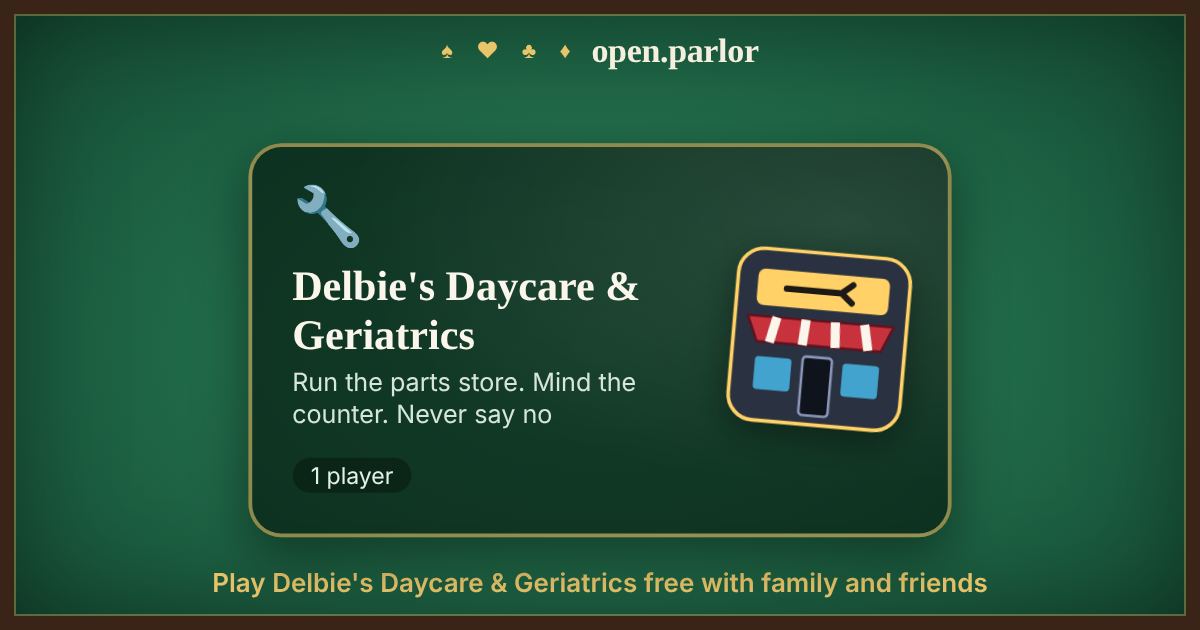 open.parlor
Delbie's Daycare &
Geriatrics
Run the parts store. Mind the
counter. Never say no
1 player
Play Delbie's Daycare & Geriatrics free with family and friends